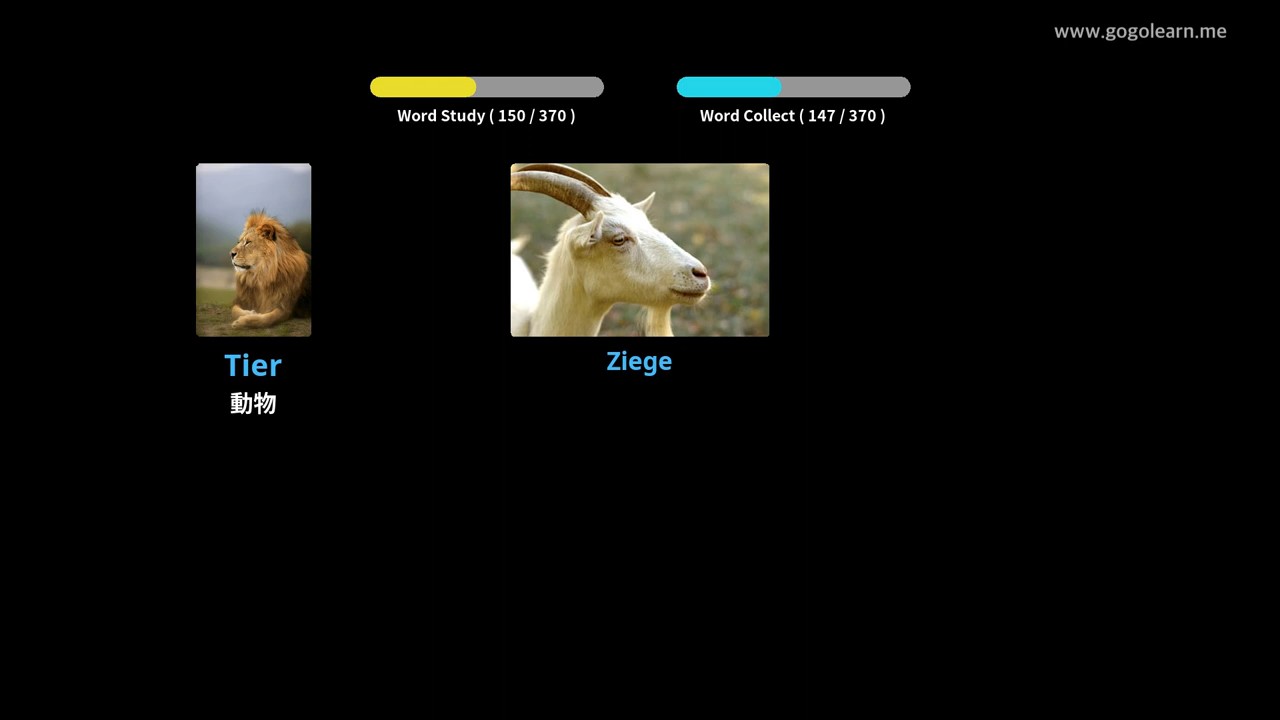 www.gogolearn.me
Word Study ( 150 / 370 )
Word Collect ( 147 / 370 )
Tier
動物
Ziege